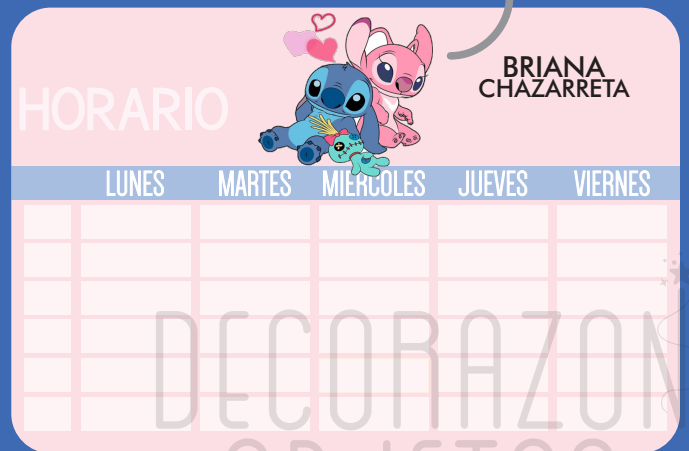 BRIANA
CHAZARRETA
HORARIO
LUNES MARTES MIERCOLES JUEVES VIERNES
DECORAZON